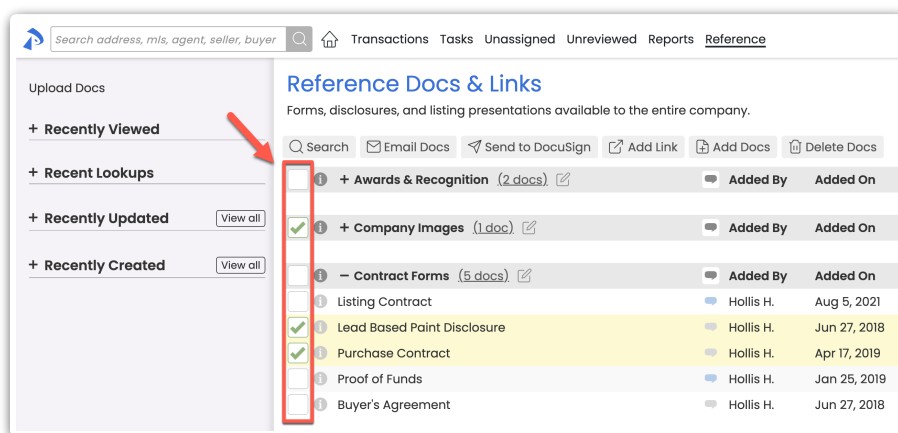 Search address, mls, agent, seller, buyer
Transactions Tasks Unassigned Unreviewed Reports Reference
Upload Docs
+ Recently Viewed
+ Recent Lookups
+ Recently Updated View all
+ Recently Created View all
Reference Docs & Links
Forms, disclosures, and listing presentations available to the entire company.
Search Email Docs Send to DocuSign Add Link Add Docs Delete Docs
+ Awards & Recognition (2 docs) Added By Added On
+ Company Images (1 doc) Added By Added On
− Contract Forms (5 docs) Added By Added On
Listing Contract Hollis H. Aug 5, 2021
Lead Based Paint Disclosure Hollis H. Jun 27, 2018
Purchase Contract Hollis H. Apr 17, 2019
Proof of Funds Hollis H. Jan 25, 2019
Buyer's Agreement Hollis H. Jun 27, 2018